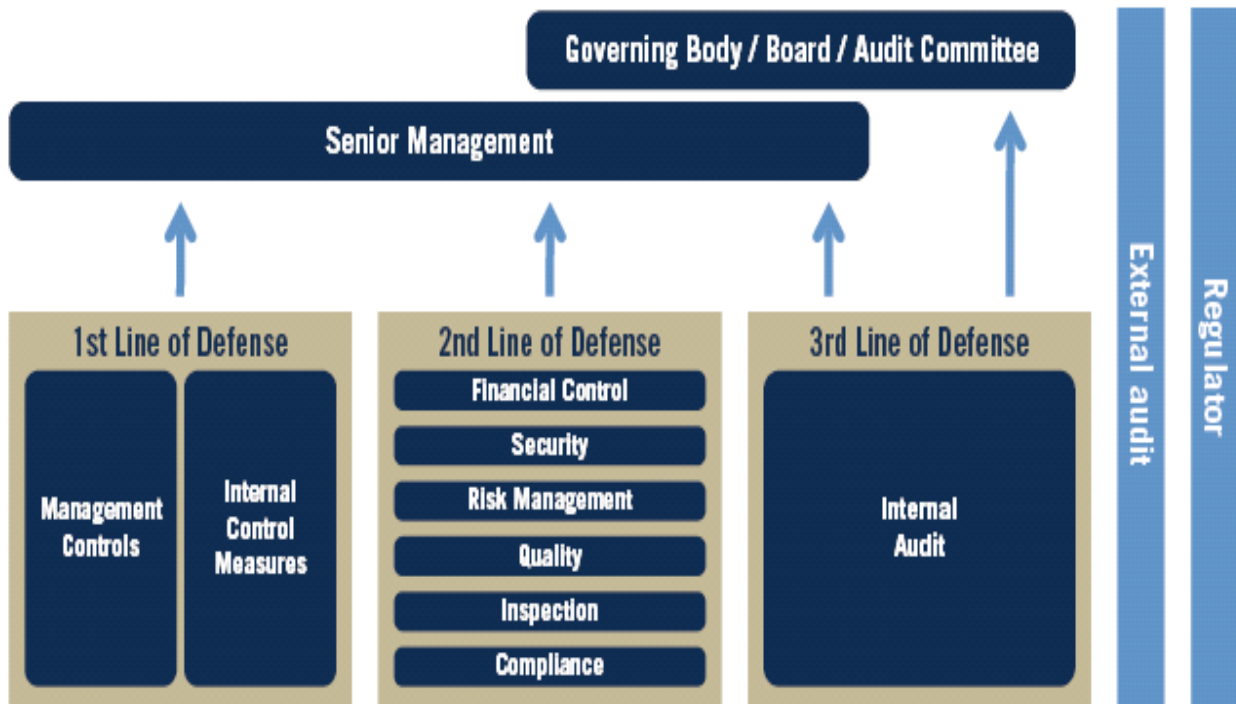 Governing Body / Board / Audit Committee
Senior Management
1st Line of Defense
Management
Controls
Internal
Control
Measures
2nd Line of Defense
Financial Control
Security
Risk Management
Quality
Inspection
Compliance
3rd Line of Defense
Internal
Audit
External audit
Regulator